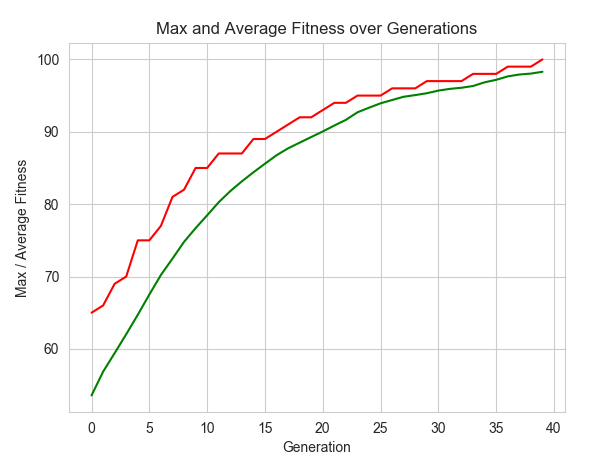 Max and Average Fitness over Generations
Max / Average Fitness
100
90
80
70
60
0 5 10 15 20 25 30 35 40
Generation